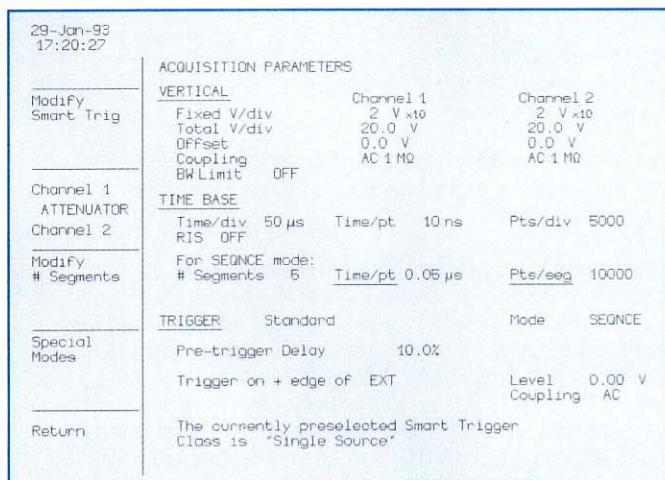 29-Jan-93
17:20:27
ACQUISITION PARAMETERS
Modify
Smart Trig
VERTICAL
Channel 1 Channel 2
Fixed V/div 2 V x10 2 V x10
Total V/div 20.0 V 20.0 V
Offset 0.0 V 0.0 V
Coupling AC 1 MΩ AC 1 MΩ
BW Limit OFF
Channel 1
ATTENUATOR
Channel 2
TIME BASE
Time/div 50 µs Time/pt 10 ns Pts/div 5000
RIS OFF
Modify
# Segments
For SEQNCE mode:
# Segments 5 Time/pt 0.05 µs Pts/seg 10000
TRIGGER Standard Mode SEQNCE
Special
Modes
Pre-trigger Delay 10.0%
Trigger on + edge of EXT Level 0.00 V
Coupling AC
Return
The currently preselected Smart Trigger
Class is "Single Source"